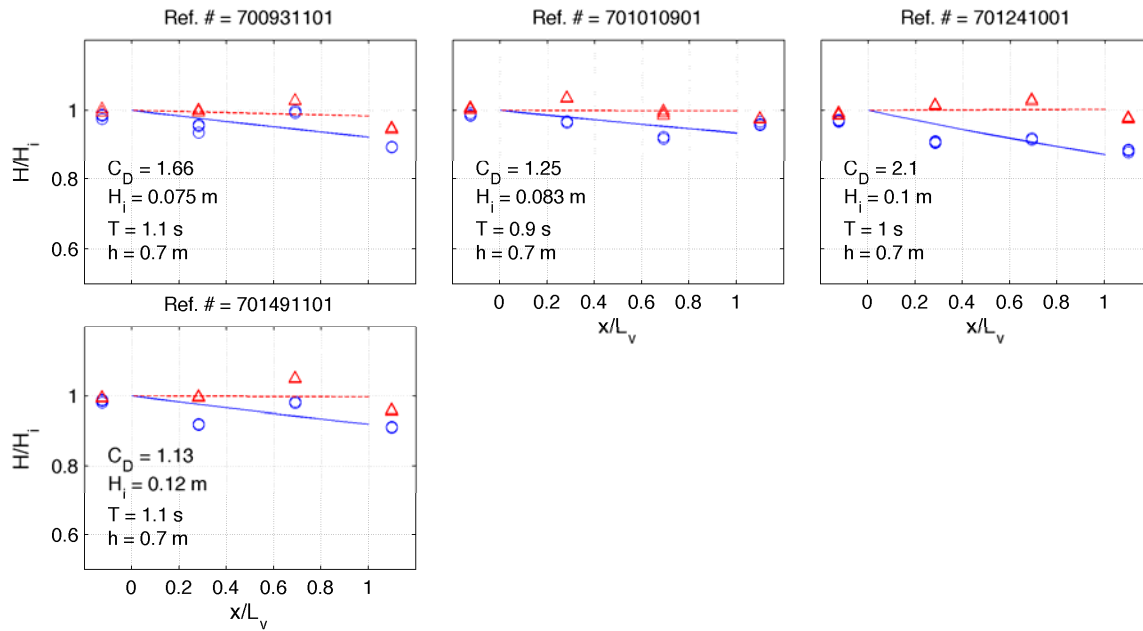 Ref. # = 700931101
Ref. # = 701010901
Ref. # = 701241001
1
0.8
0.6
H/H_i
C_D = 1.66
H_i = 0.075 m
T = 1.1 s
h = 0.7 m
C_D = 1.25
H_i = 0.083 m
T = 0.9 s
h = 0.7 m
0 0.2 0.4 0.6 0.8 1
x/L_v
C_D = 2.1
H_i = 0.1 m
T = 1 s
h = 0.7 m
0 0.2 0.4 0.6 0.8 1
x/L_v
Ref. # = 701491101
1
0.8
0.6
H/H_i
C_D = 1.13
H_i = 0.12 m
T = 1.1 s
h = 0.7 m
0 0.2 0.4 0.6 0.8 1
x/L_v